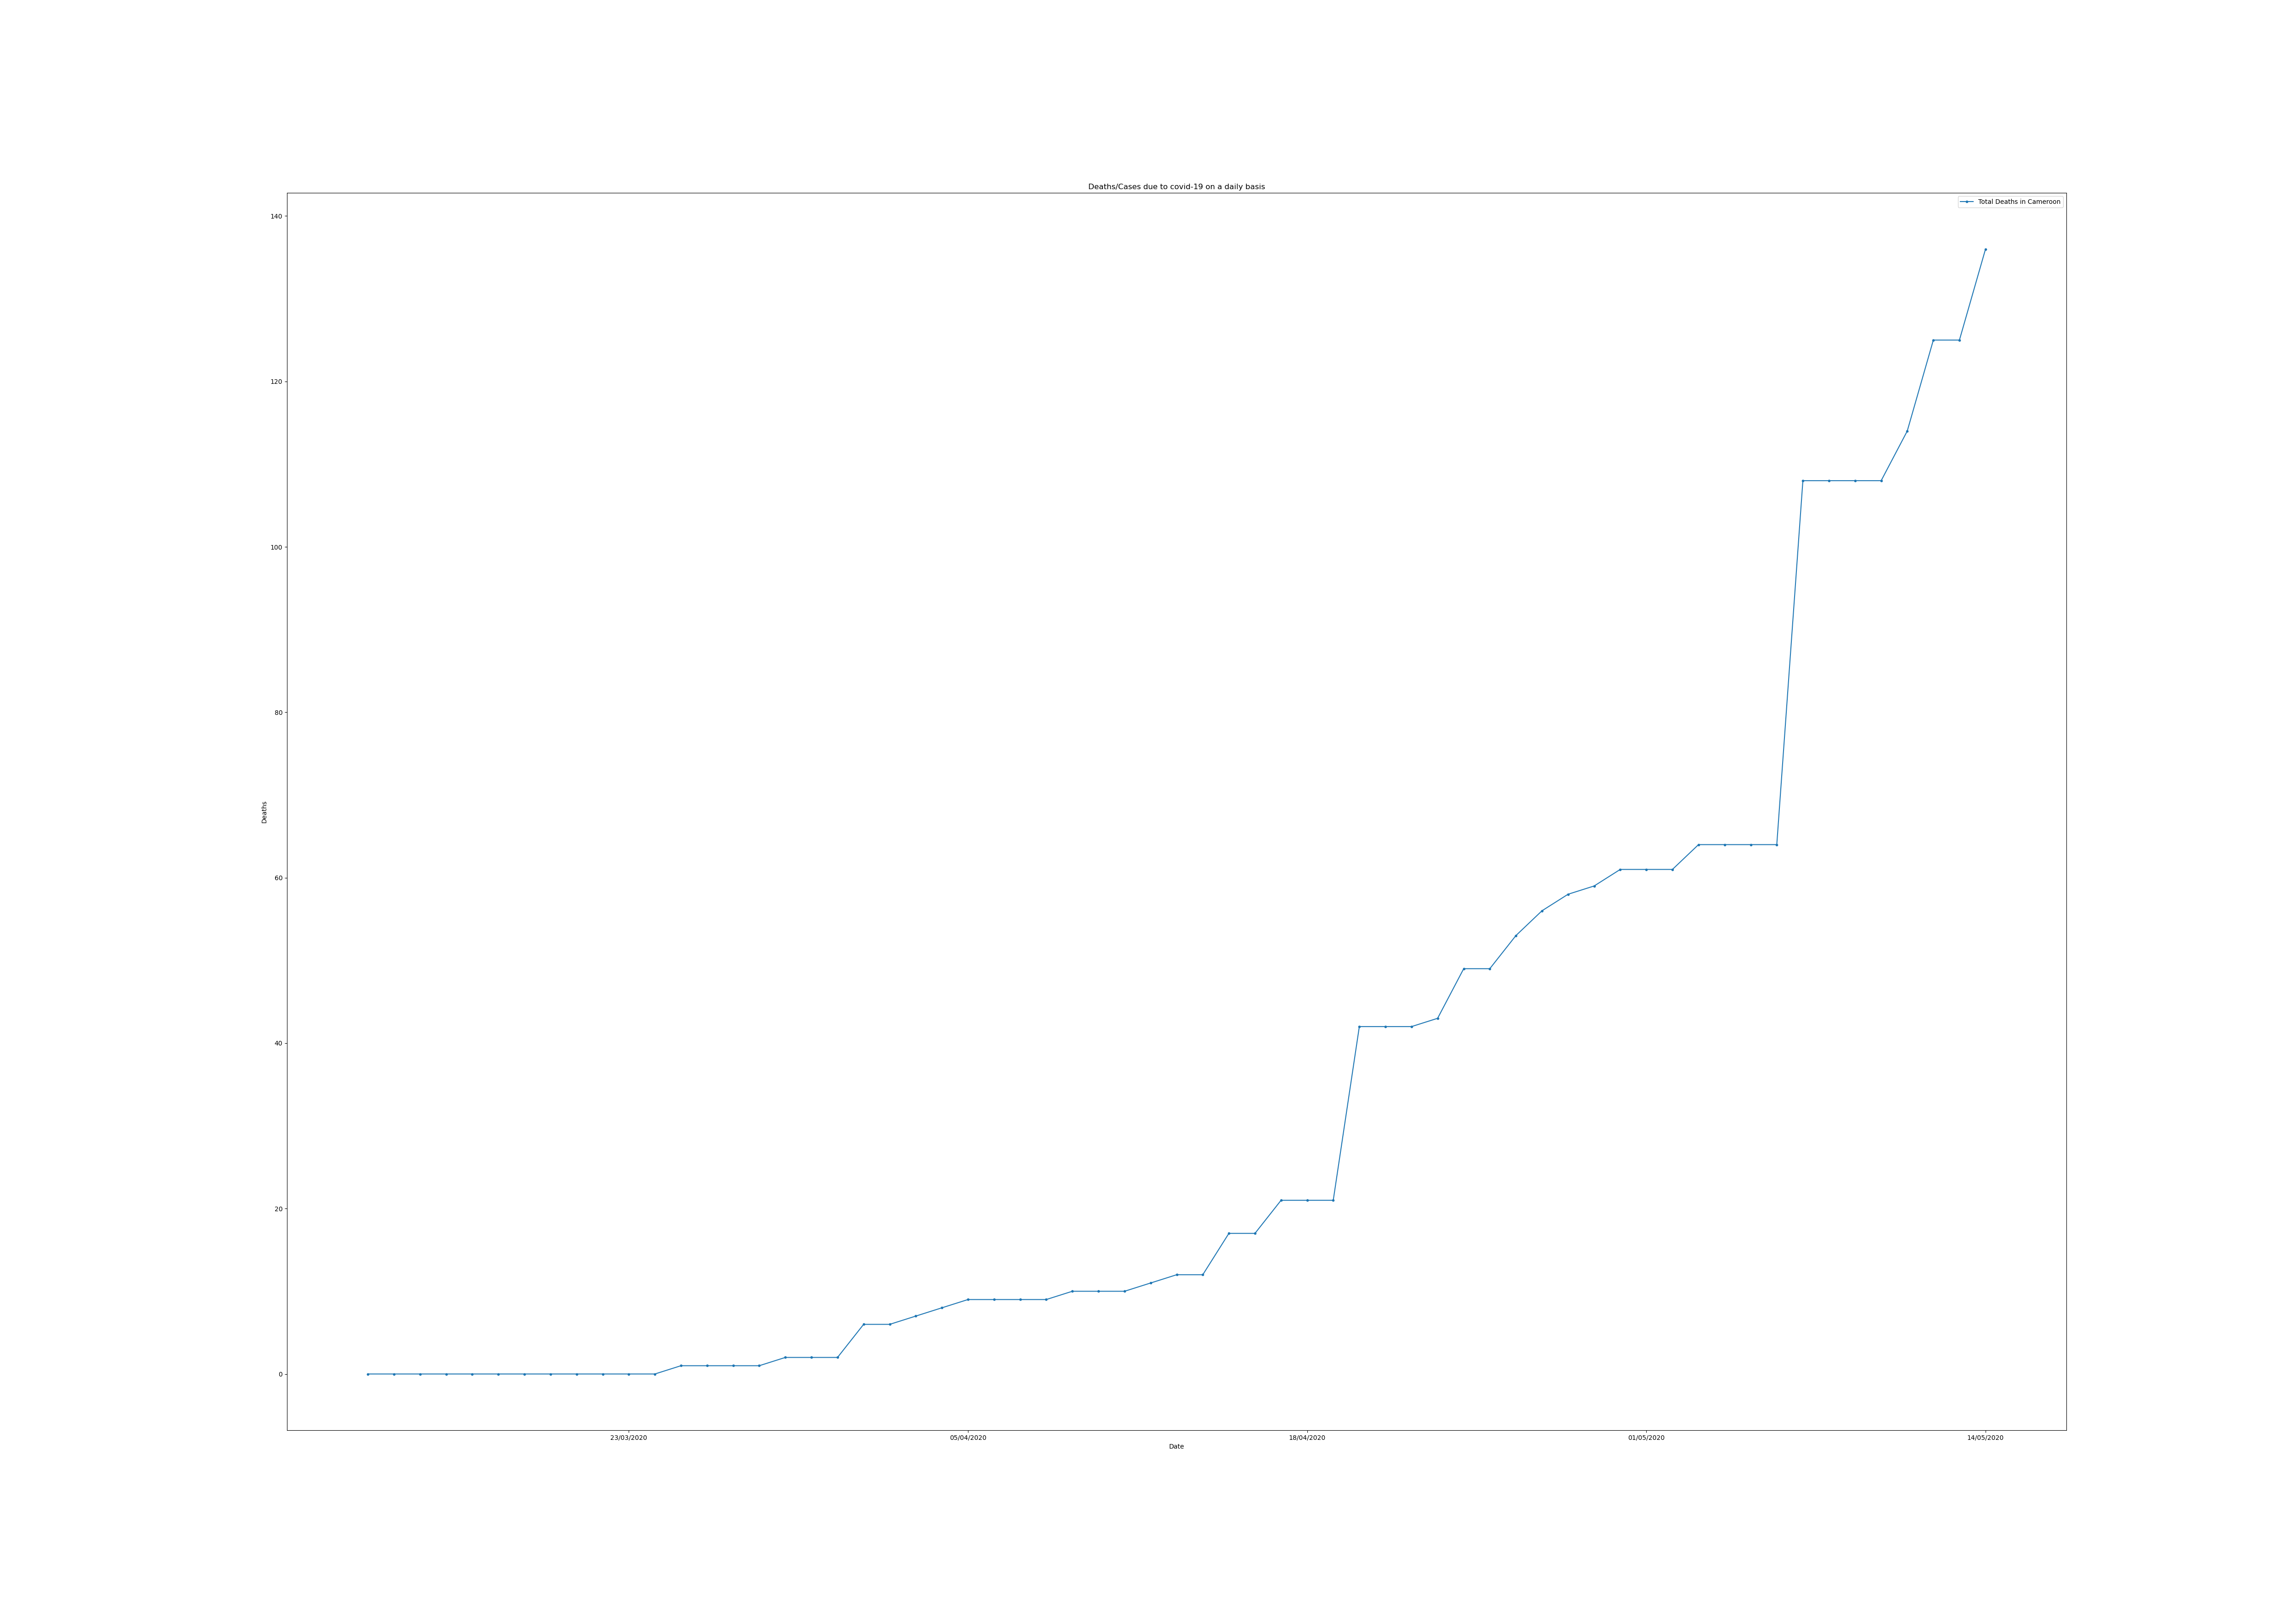 Deaths/Cases due to covid-19 on a daily basis
Total Deaths in Cameroon
140
120
100
80
60
40
20
0
Deaths
23/03/2020 05/04/2020 18/04/2020 01/05/2020 14/05/2020
Date